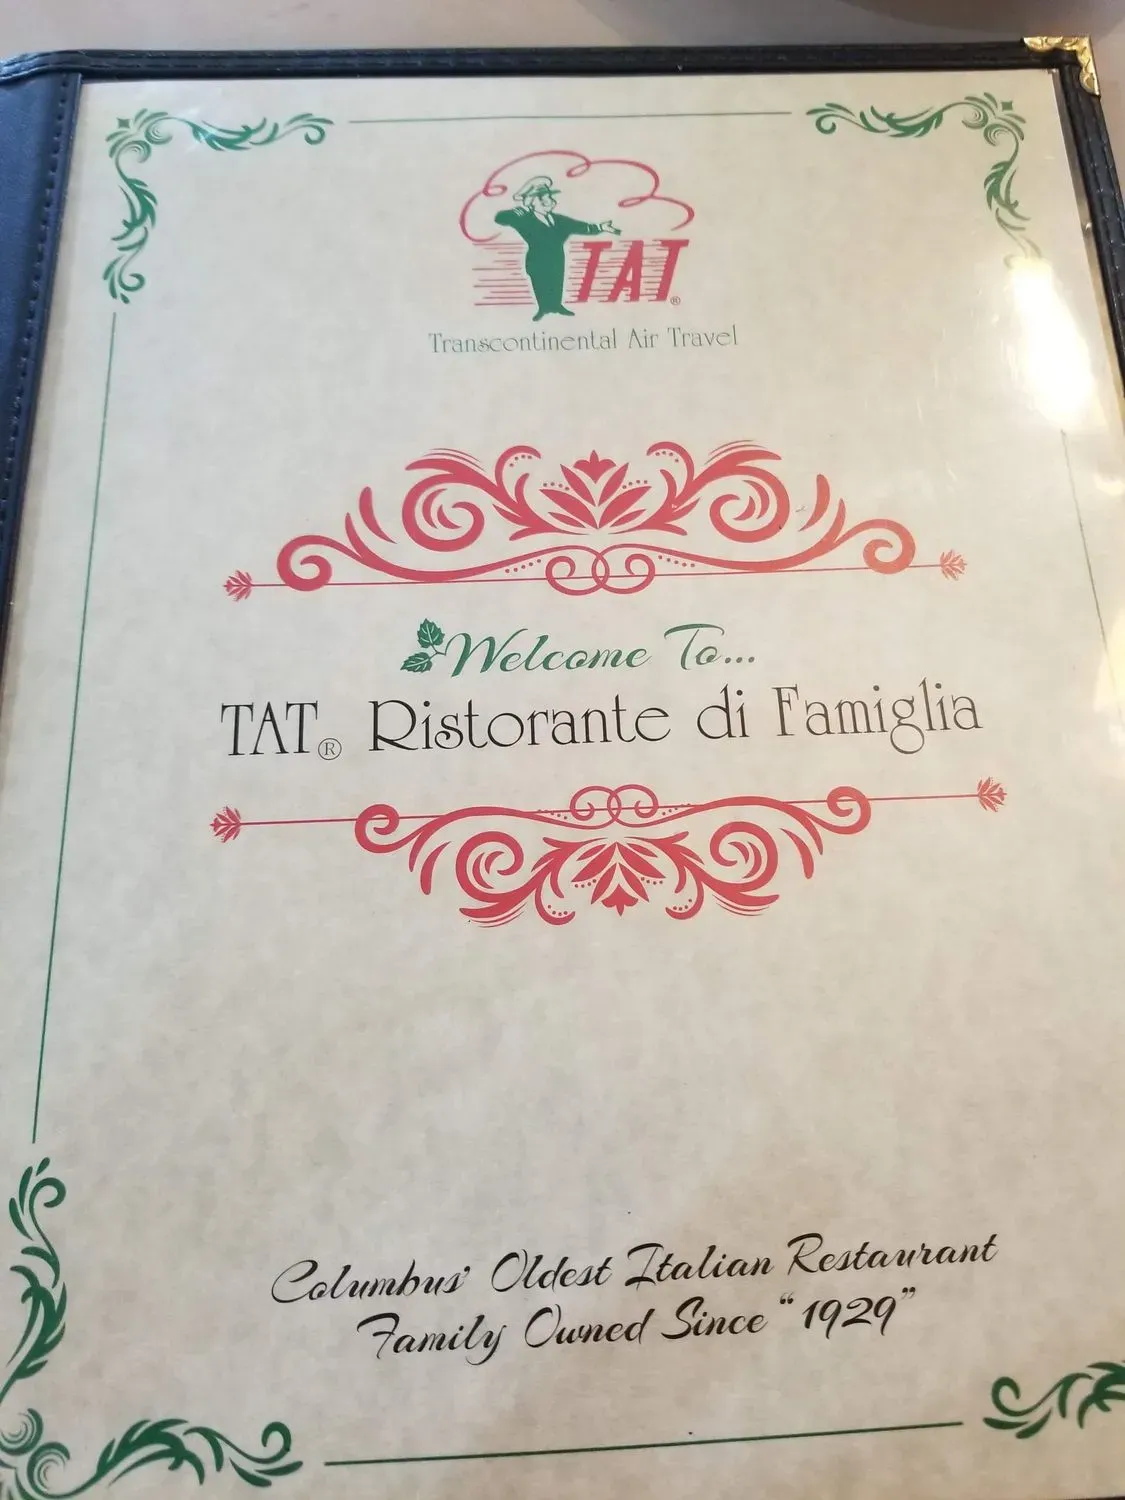 TAT®
Transcontinental Air Travel
Welcome To...
TAT® Ristorante di Famiglia
Columbus' Oldest Italian Restaurant
Family Owned Since “1929”